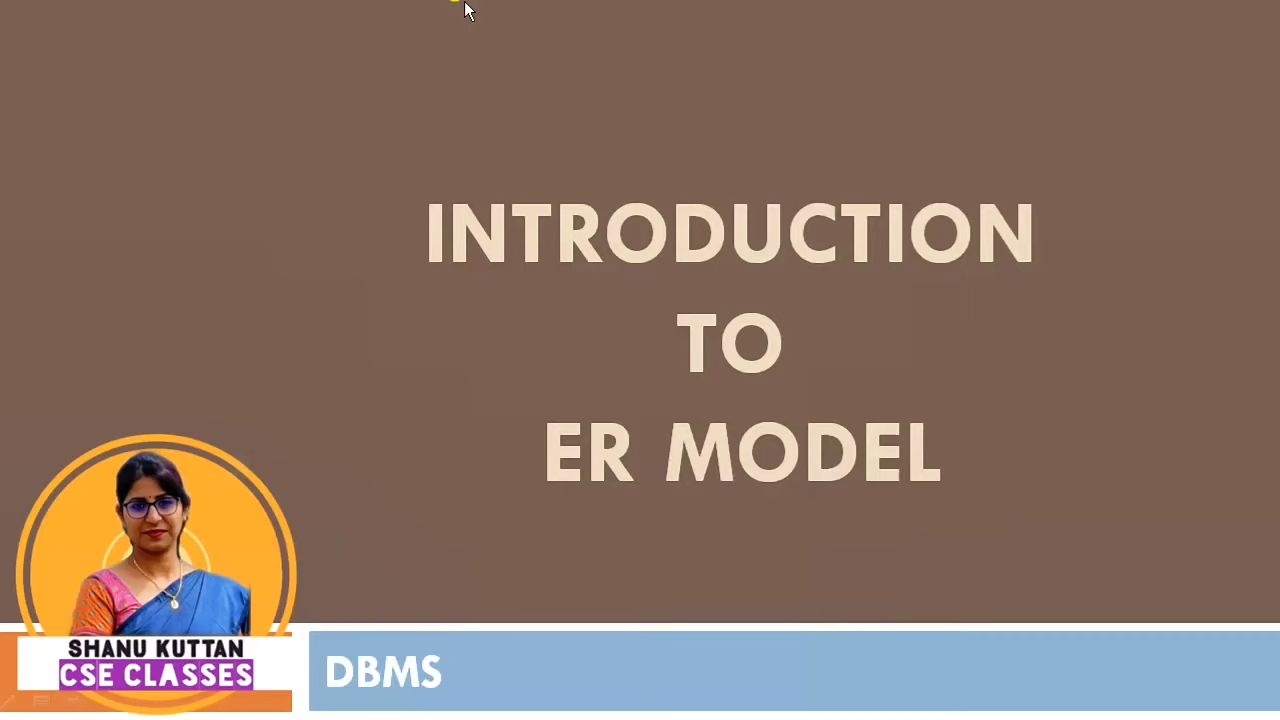 INTRODUCTION
TO
ER MODEL
SHANU KUTTAN
CSE CLASSES
DBMS